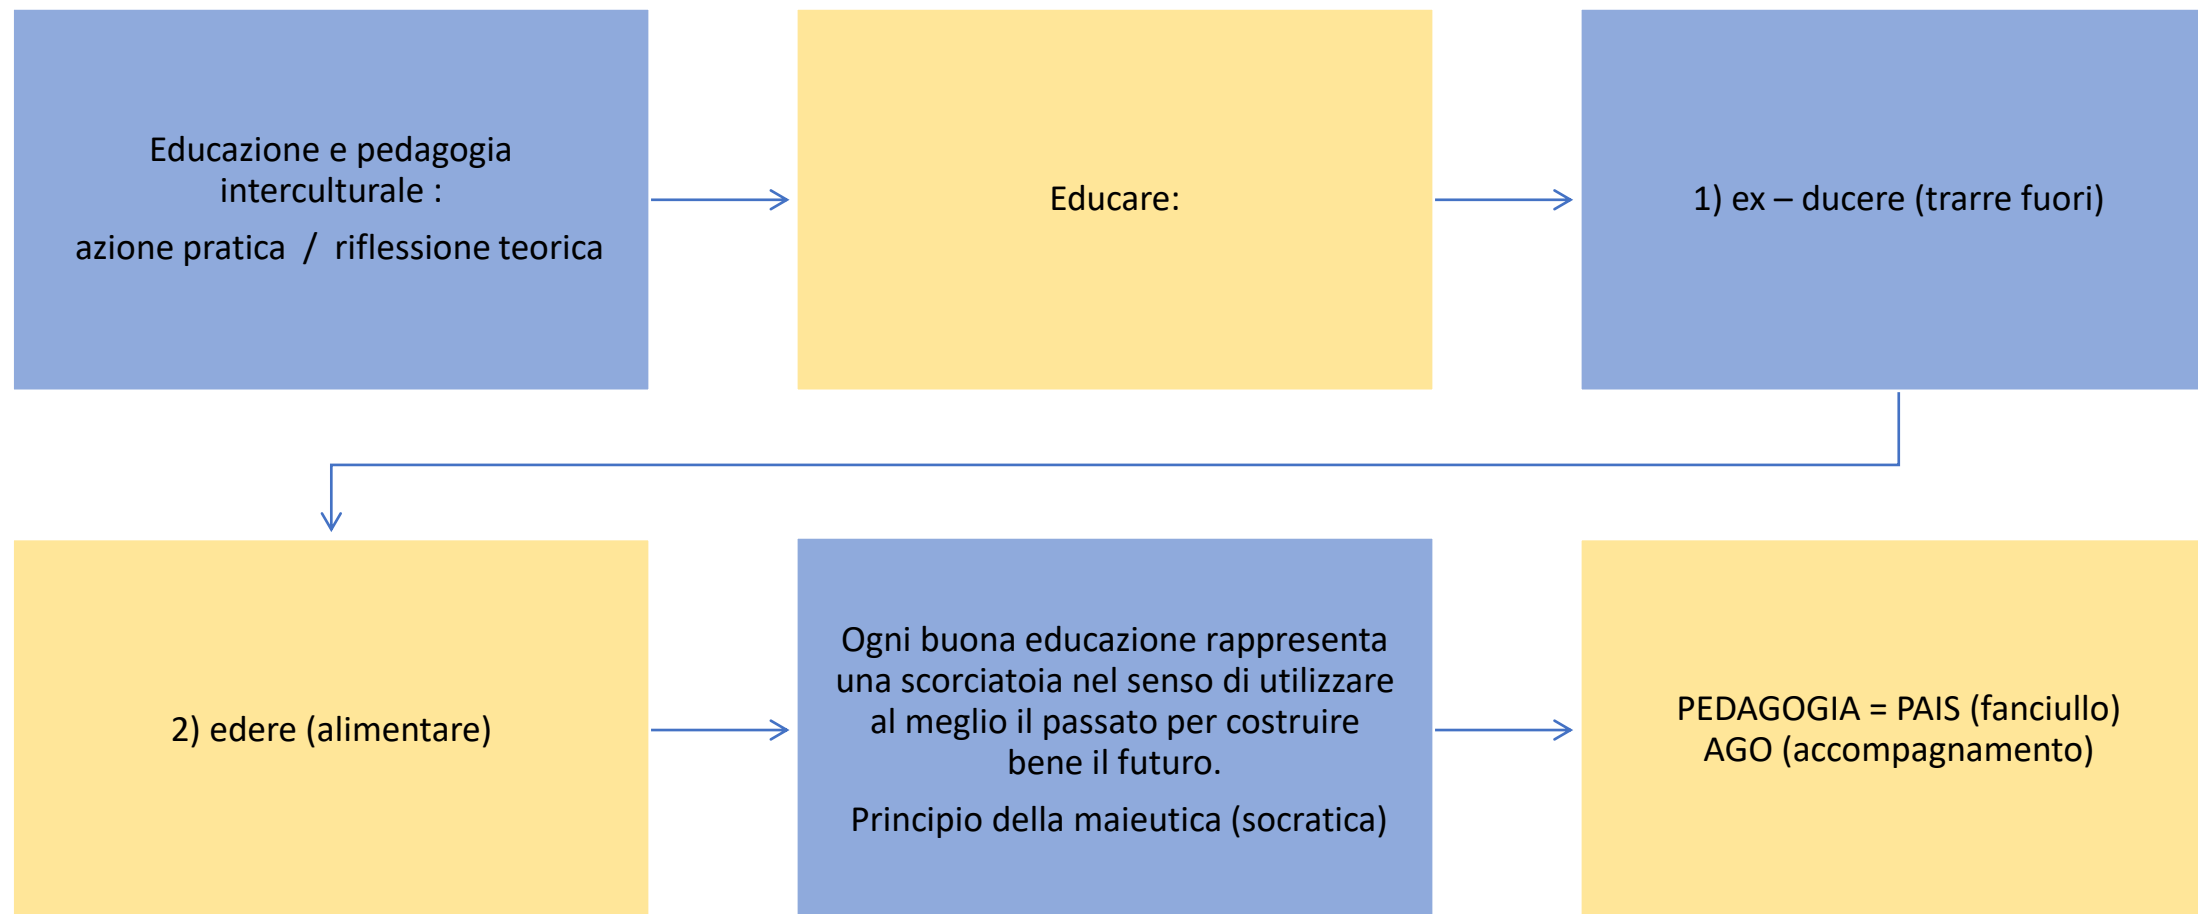 Educazione e pedagogia
interculturale :
azione pratica / riflessione teorica
Educare:
1) ex – ducere (trarre fuori)
2) edere (alimentare)
Ogni buona educazione rappresenta
una scorciatoia nel senso di utilizzare
al meglio il passato per costruire
bene il futuro.
Principio della maieutica (socratica)
PEDAGOGIA = PAIS (fanciullo)
AGO (accompagnamento)